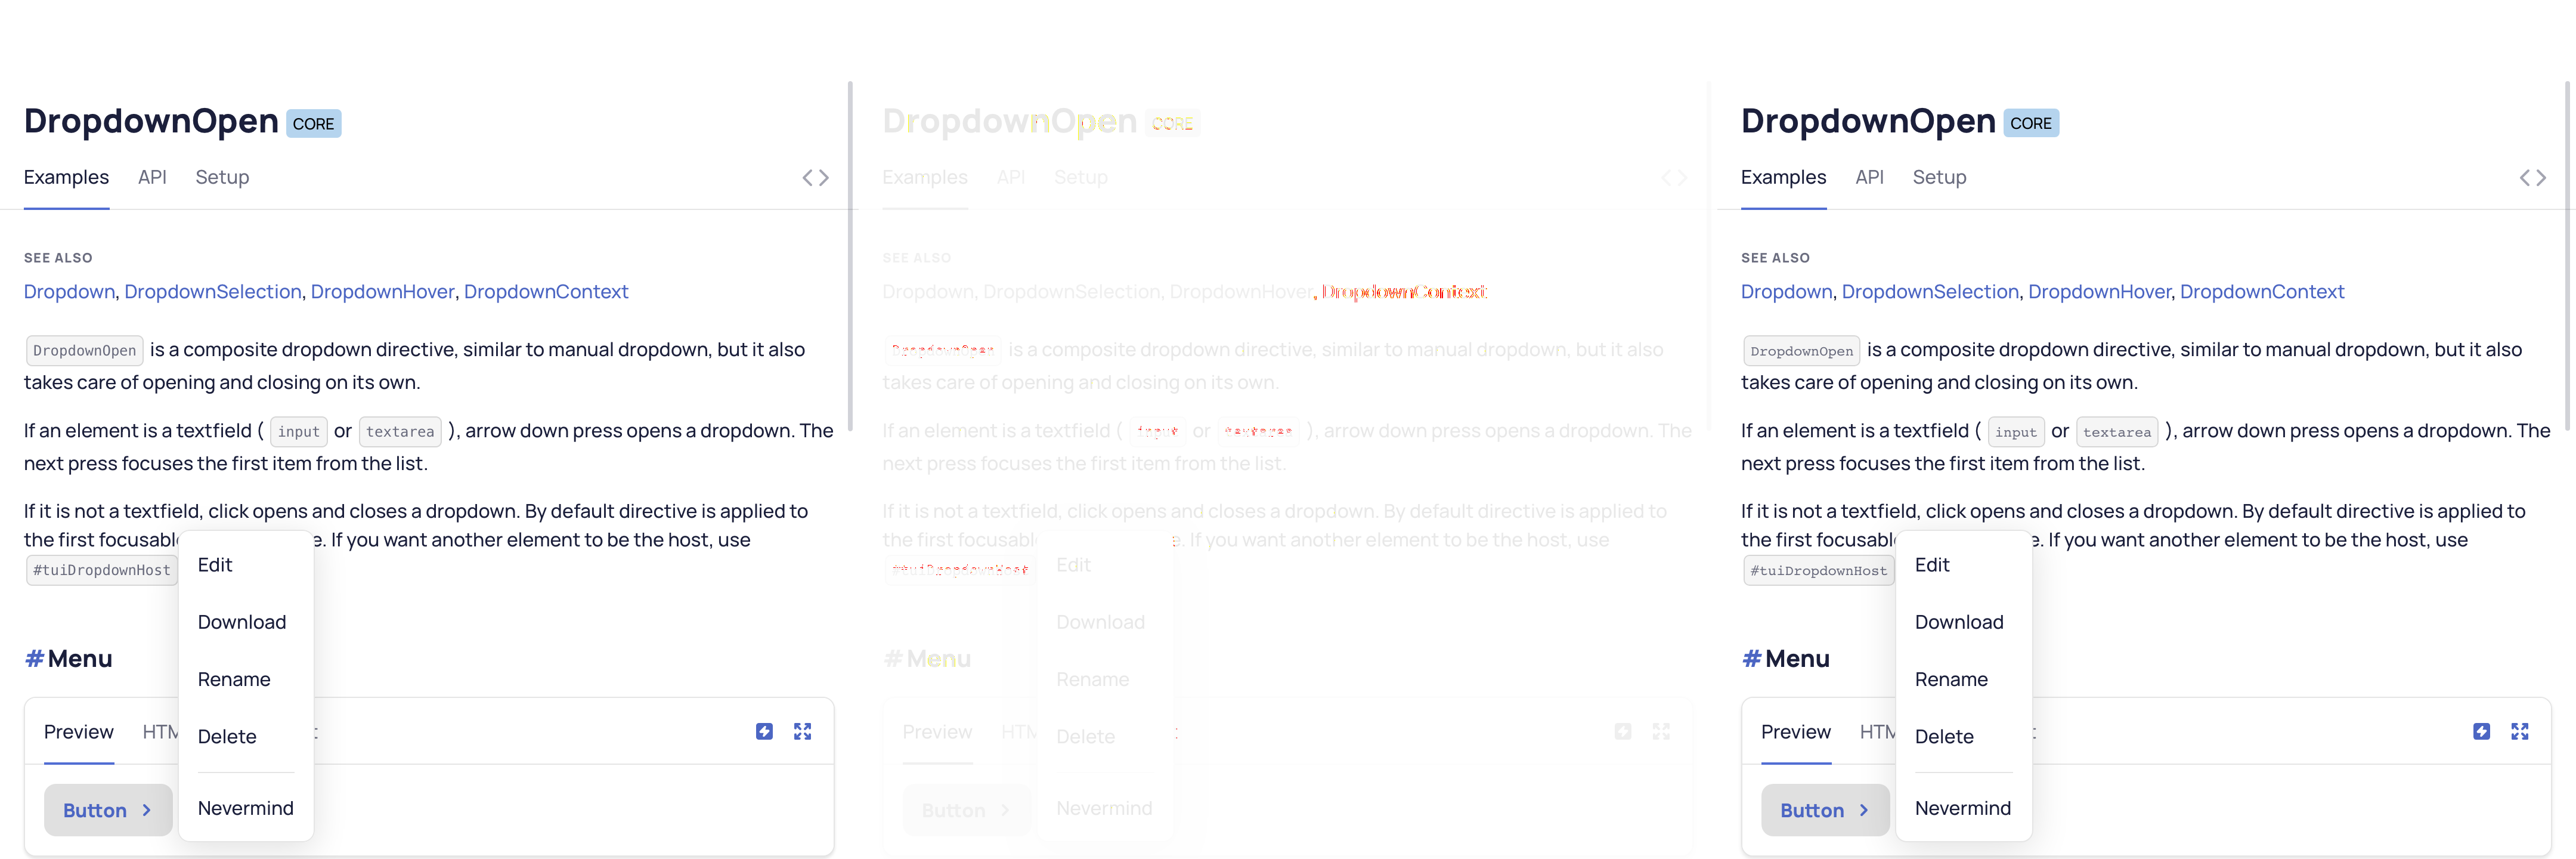 DropdownOpen CORE
Examples API Setup
SEE ALSO
Dropdown, DropdownSelection, DropdownHover, DropdownContext
DropdownOpen is a composite dropdown directive, similar to manual dropdown, but it also
takes care of opening and closing on its own.
If an element is a textfield ( input or textarea ), arrow down press opens a dropdown. The
next press focuses the first item from the list.
If it is not a textfield, click opens and closes a dropdown. By default directive is applied to
the first focusabl e. If you want another element to be the host, use
#tuiDropdownHost
Edit
Download
#Menu
Rename
Preview HTM t
Delete
Button
Nevermind
DropdownOpen CORE
Examples API Setup
SEE ALSO
Dropdown, DropdownSelection, DropdownHover, DropdownContext
DropdownOpen is a composite dropdown directive, similar to manual dropdown, but it also
takes care of opening and closing on its own.
If an element is a textfield ( input or textarea ), arrow down press opens a dropdown. The
next press focuses the first item from the list.
If it is not a textfield, click opens and closes a dropdown. By default directive is applied to
the first focusabl e. If you want another element to be the host, use
#tuiDropdownHost
Edit
Download
#Menu
Rename
Preview HTM t
Delete
Button
Nevermind
DropdownOpen CORE
Examples API Setup
SEE ALSO
Dropdown, DropdownSelection, DropdownHover, DropdownContext
DropdownOpen is a composite dropdown directive, similar to manual dropdown, but it also
takes care of opening and closing on its own.
If an element is a textfield ( input or textarea ), arrow down press opens a dropdown. The
next press focuses the first item from the list.
If it is not a textfield, click opens and closes a dropdown. By default directive is applied to
the first focusabl e. If you want another element to be the host, use
#tuiDropdownHost
Edit
Download
#Menu
Rename
Preview HTM t
Delete
Button
Nevermind